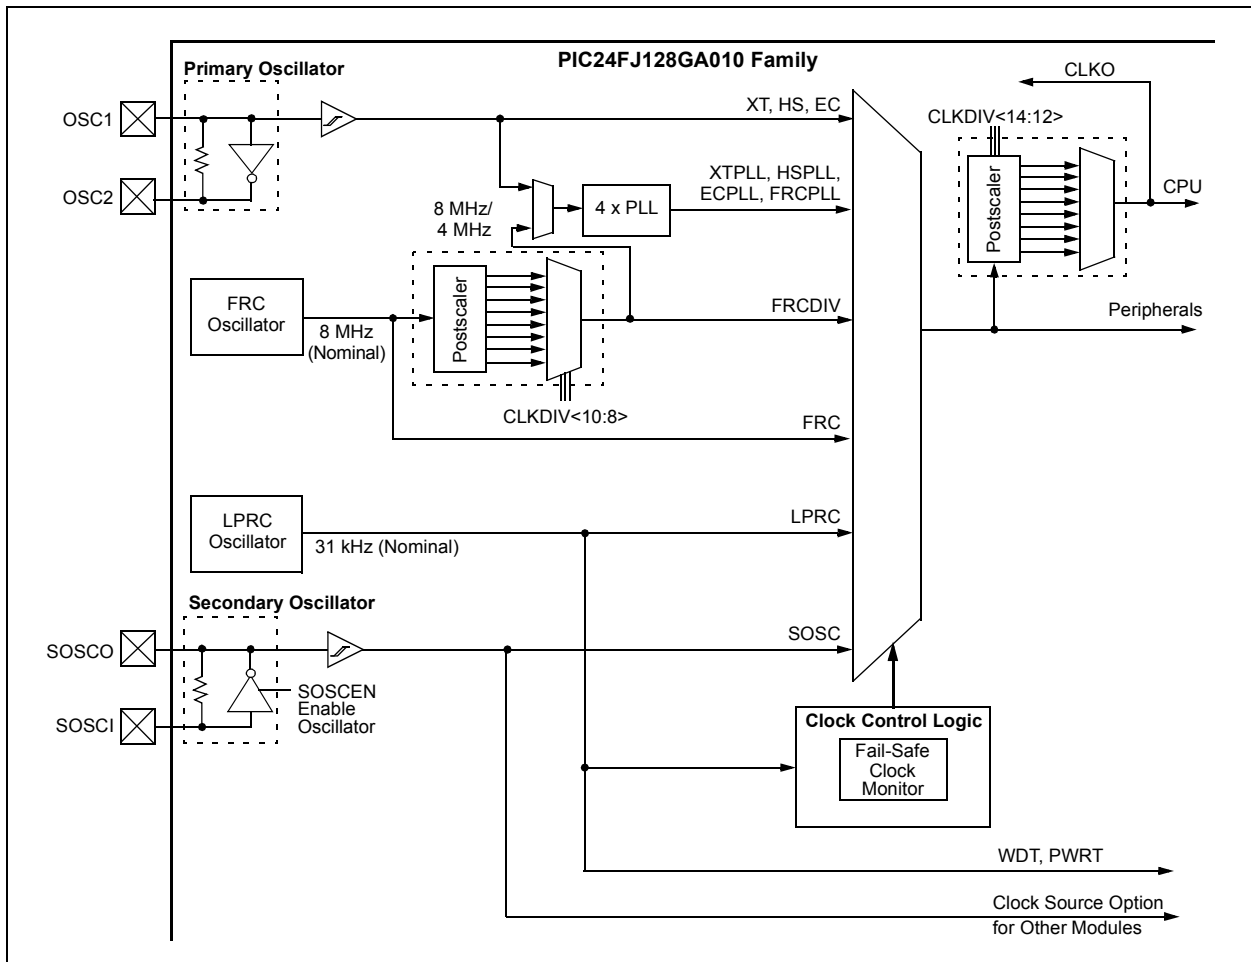 PIC24FJ128GA010 Family
Primary Oscillator
OSC1
OSC2
XT, HS, EC
CLKO
CLKDIV<14:12>
XTPLL, HSPLL,
ECPLL, FRCPLL
8 MHz/
4 MHz
4 x PLL
Postscaler
CPU
FRC
Oscillator
8 MHz
(Nominal)
Postscaler
FRCDIV
Peripherals
CLKDIV<10:8>
FRC
LPRC
Oscillator
31 kHz (Nominal)
LPRC
Secondary Oscillator
SOSCO
SOSCI
SOSC
SOSCEN
Enable
Oscillator
Clock Control Logic
Fail-Safe
Clock
Monitor
WDT, PWRT
Clock Source Option
for Other Modules